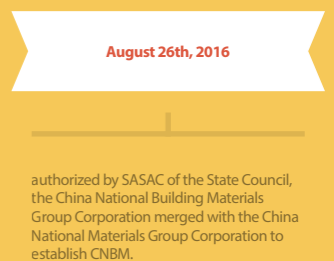 August 26th, 2016
authorized by SASAC of the State Council,
the China National Building Materials
Group Corporation merged with the China
National Materials Group Corporation to
establish CNBM.